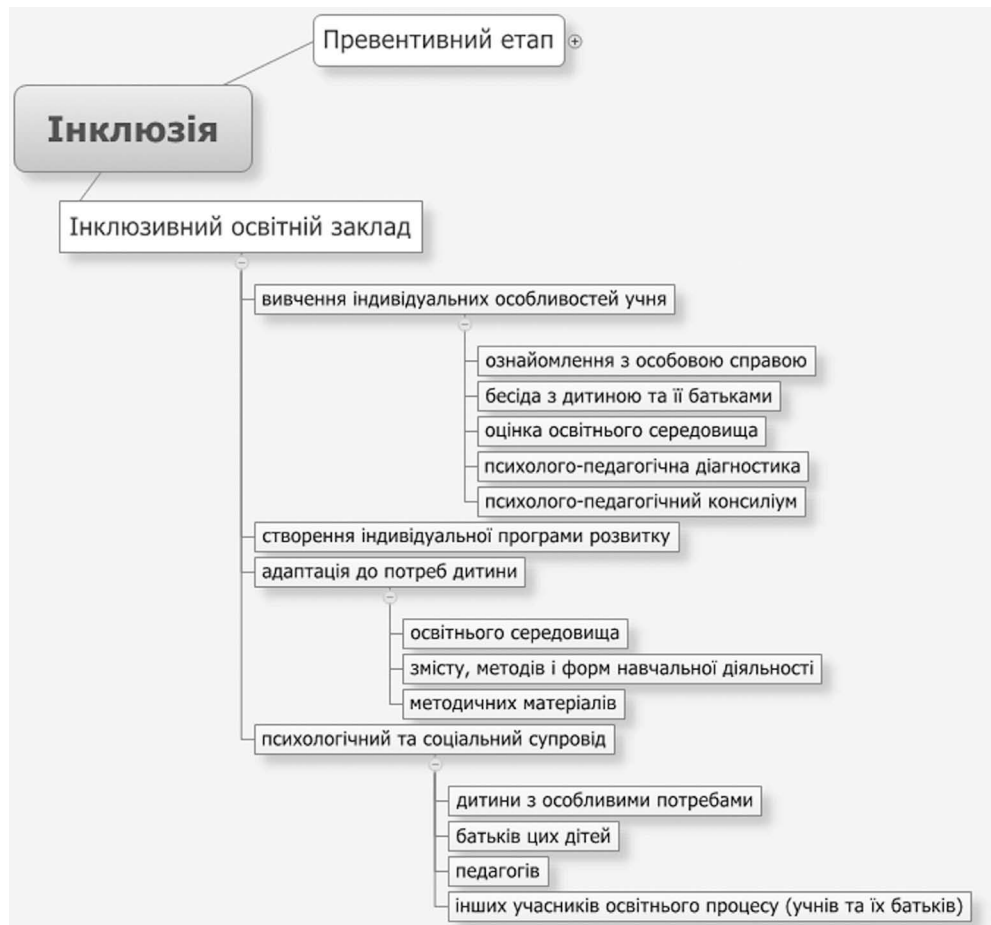 Превентивний етап
Інклюзія
Інклюзивний освітній заклад
вивчення індивідуальних особливостей учня
ознайомлення з особовою справою
бесіда з дитиною та її батьками
оцінка освітнього середовища
психолого-педагогічна діагностика
психолого-педагогічний консиліум
створення індивідуальної програми розвитку
адаптація до потреб дитини
освітнього середовища
змісту, методів і форм навчальної діяльності
методичних матеріалів
психологічний та соціальний супровід
дитини з особливими потребами
батьків цих дітей
педагогів
інших учасників освітнього процесу (учнів та їх батьків)